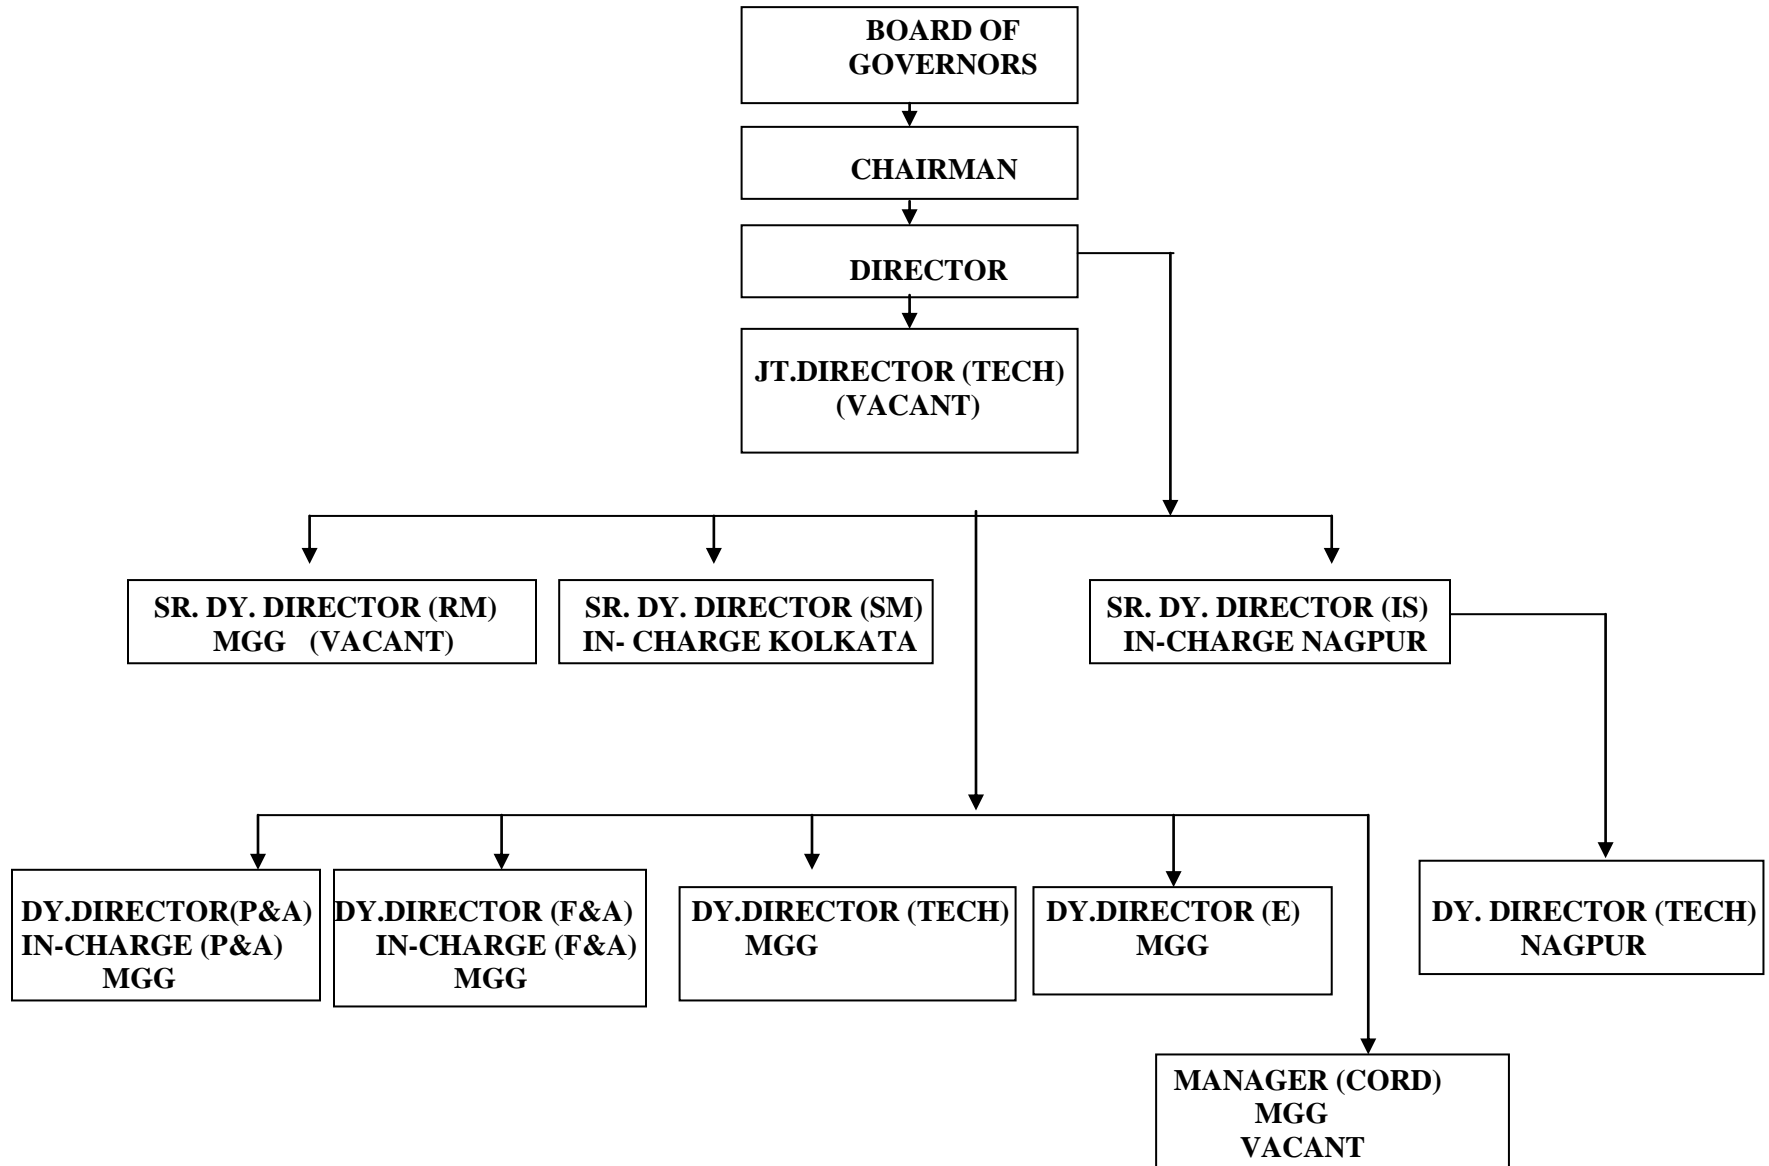 BOARD OF
GOVERNORS
CHAIRMAN
DIRECTOR
JT.DIRECTOR (TECH)
(VACANT)
SR. DY. DIRECTOR (RM)
MGG (VACANT)
SR. DY. DIRECTOR (SM)
IN- CHARGE KOLKATA
SR. DY. DIRECTOR (IS)
IN-CHARGE NAGPUR
DY.DIRECTOR(P&A)
IN-CHARGE (P&A)
MGG
DY.DIRECTOR (F&A)
IN-CHARGE (F&A)
MGG
DY.DIRECTOR (TECH)
MGG
DY.DIRECTOR (E)
MGG
DY. DIRECTOR (TECH)
NAGPUR
MANAGER (CORD)
MGG
VACANT